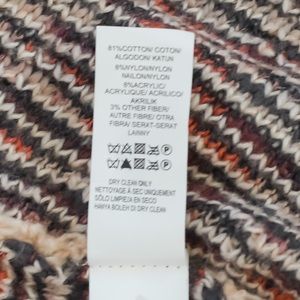 81%COTTON/ COTON/
ALGODON/ KATUN
8%NYLON/NYLON
NAILON/NYLON
8%ACRYLIC/
ACRYLIQUE/ ACRILICO/
AKRILIK
3% OTHER FIBER/
AUTRE FIBRE/ OTRA
FIBRA/ SERAT-SERAT
LAINNY
P
P
DRY CLEAN ONLY
NETTOYAGE À SEC UNIQUEMENT
SOLO LIMPIEZA EN SECO
HANYA BOLEH DI DRY CLEAN